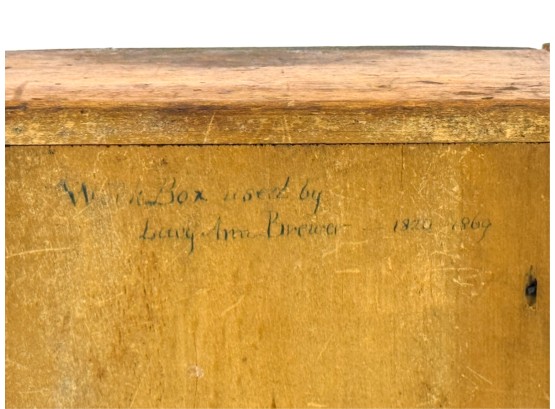 Work Box used by
Lucy Ann Brewer — 1820 - 1869